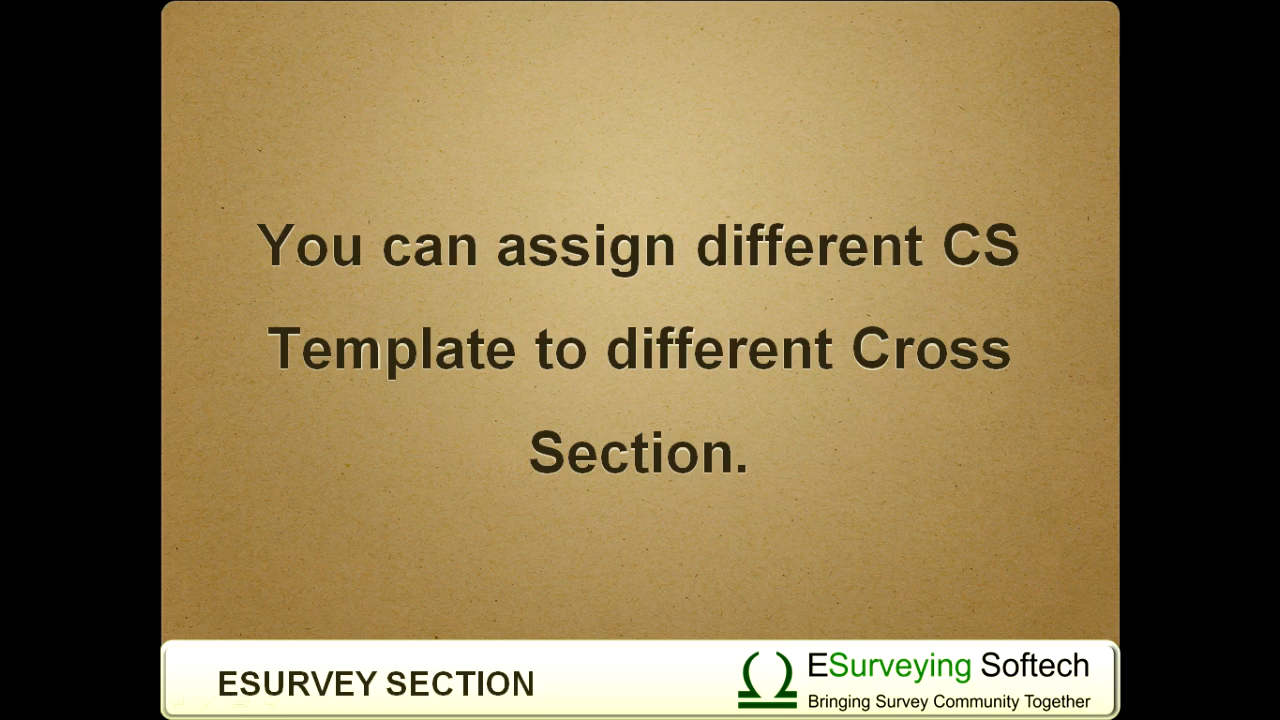 You can assign different CS
Template to different Cross
Section.
ESURVEY SECTION
ESurveying Softech
Bringing Survey Community Together